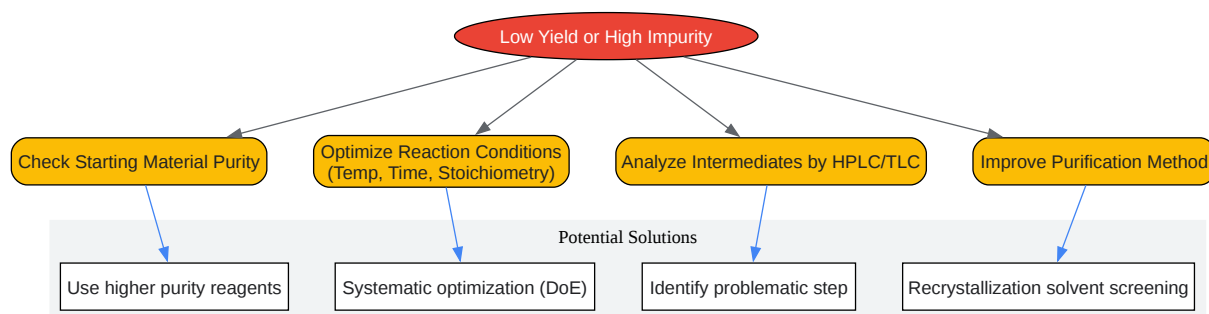 Low Yield or High Impurity
Check Starting Material Purity
Optimize Reaction Conditions
(Temp, Time, Stoichiometry)
Analyze Intermediates by HPLC/TLC
Improve Purification Method
Potential Solutions
Use higher purity reagents
Systematic optimization (DoE)
Identify problematic step
Recrystallization solvent screening